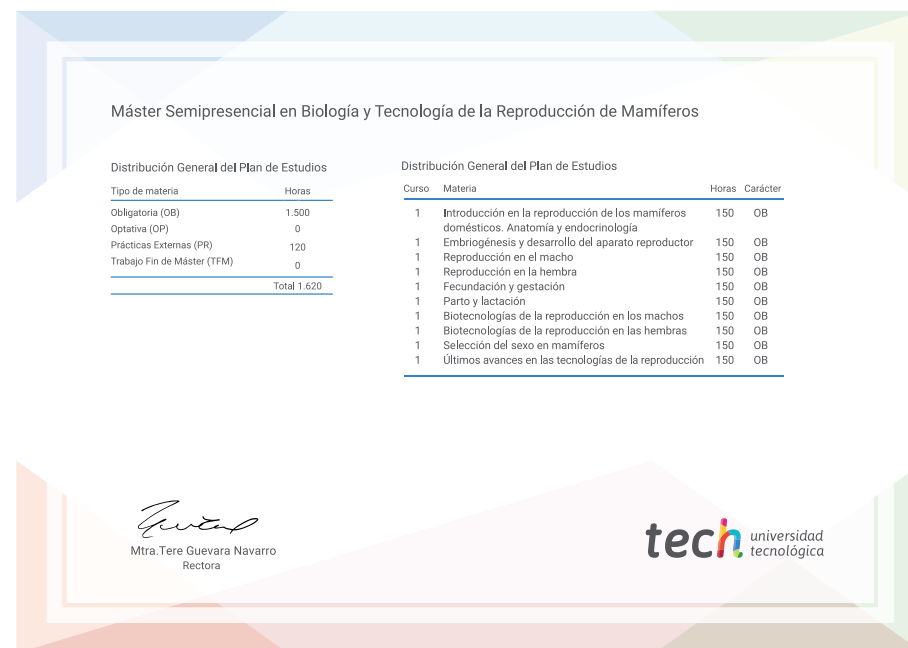 Máster Semipresencial en Biología y Tecnología de la Reproducción de Mamíferos
Distribución General del Plan de Estudios
Tipo de materia Horas
Obligatoria (OB) 1.500
Optativa (OP) 0
Prácticas Externas (PR) 120
Trabajo Fin de Máster (TFM) 0
Total 1.620
Distribución General del Plan de Estudios
Curso Materia Horas Carácter
1 Introducción en la reproducción de los mamíferos 150 OB
domésticos. Anatomía y endocrinología
1 Embriogénesis y desarrollo del aparato reproductor 150 OB
1 Reproducción en el macho 150 OB
1 Reproducción en la hembra 150 OB
1 Fecundación y gestación 150 OB
1 Parto y lactación 150 OB
1 Biotecnologías de la reproducción en los machos 150 OB
1 Biotecnologías de la reproducción en las hembras 150 OB
1 Selección del sexo en mamíferos 150 OB
1 Últimos avances en las tecnologías de la reproducción 150 OB
Mtra.Tere Guevara Navarro
Rectora
tech universidad
tecnológica